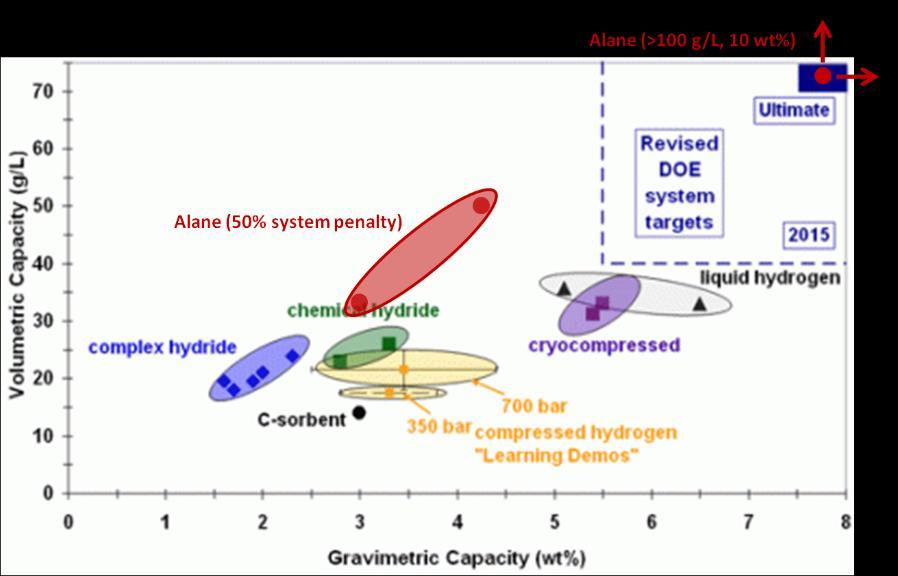 Alane (>100 g/L, 10 wt%)
70
60
50
40
30
20
10
0
Volumetric Capacity (g/L)
Ultimate
Revised
DOE
system
targets
2015
Alane (50% system penalty)
liquid hydrogen
chemical hydride
complex hydride
cryocompressed
C-sorbent
700 bar
350 bar
compressed hydrogen
"Learning Demos"
0 1 2 3 4 5 6 7 8
Gravimetric Capacity (wt%)